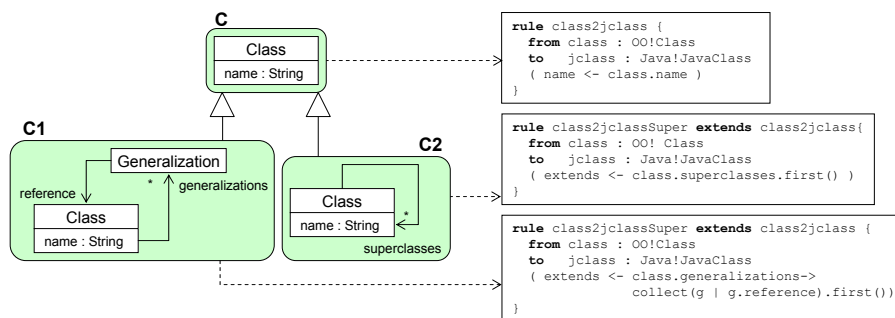 C
Class
name : String
C1
Generalization
*
generalizations
reference
Class
name : String
C2
Class
name : String
*
superclasses
rule class2jclass {
from class : OO!Class
to jclass : Java!JavaClass
( name <- class.name )
}
rule class2jclassSuper extends class2jclass{
from class : OO! Class
to jclass : Java!JavaClass
( extends <- class.superclasses.first() )
}
rule class2jclassSuper extends class2jclass {
from class : OO!Class
to jclass : Java!JavaClass
( extends <- class.generalizations->
collect(g | g.reference).first())
}